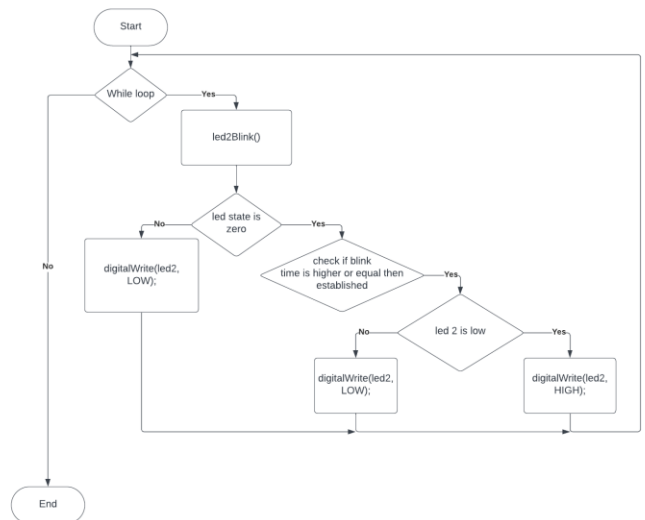 Start
While loop
Yes
led2Blink()
led state is
zero
No
Yes
digitalWrite(led2,
LOW);
check if blink
time is higher or equal then
established
No
Yes
led 2 is low
No
Yes
digitalWrite(led2,
LOW);
digitalWrite(led2,
HIGH);
End